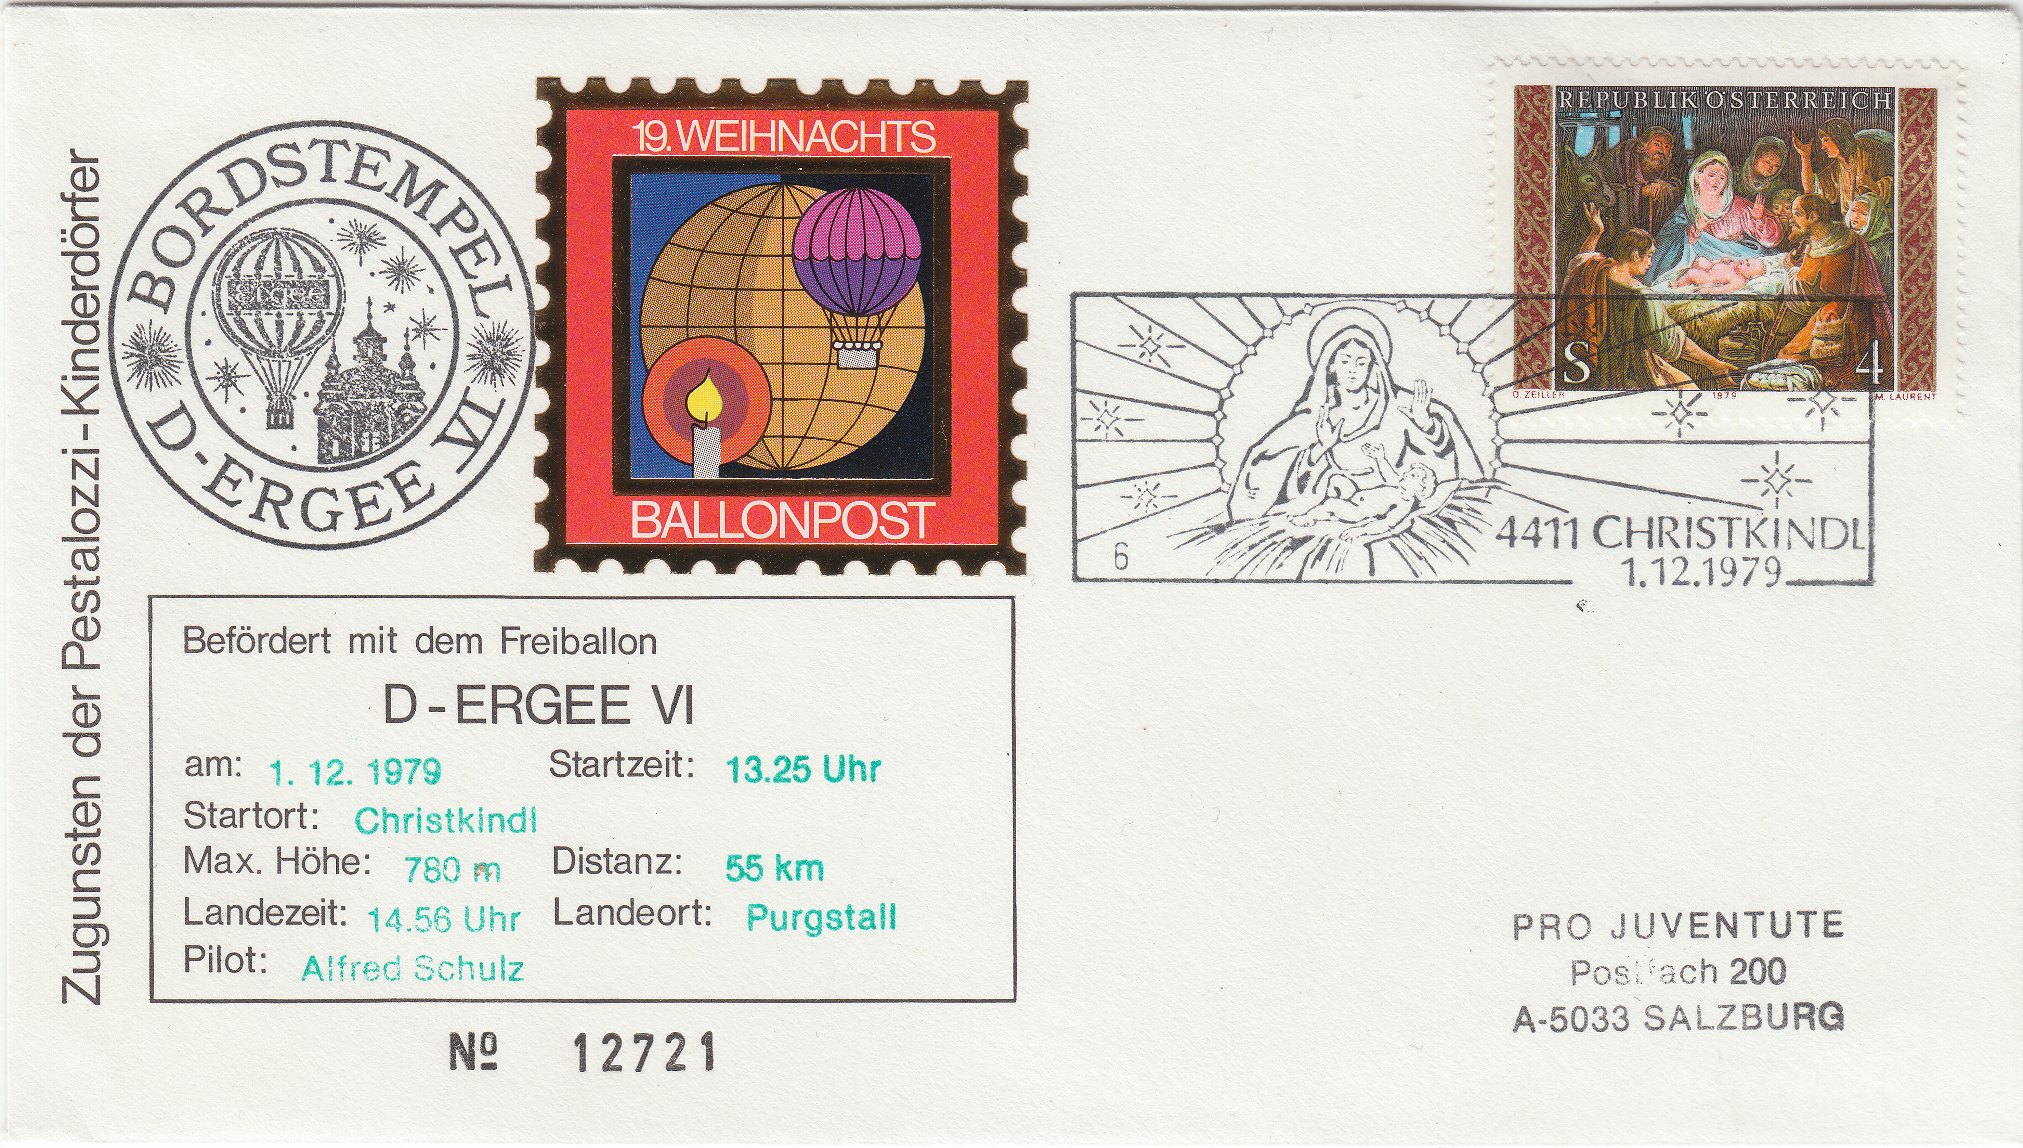 Zugunsten der Pestalozzi-Kinderdörfer
BORDSTEMPEL
ergee
D-ERGEE VI
19. WEIHNACHTS
BALLONPOST
REPUBLIK ÖSTERREICH
S 4
O. ZEILLER 1979 M. LAURENT
6
4411 CHRISTKINDL
1.12.1979
Befördert mit dem Freiballon
D-ERGEE VI
am: 1. 12. 1979 Startzeit: 13.25 Uhr
Startort: Christkindl
Max. Höhe: 780 m Distanz: 55 km
Landezeit: 14.56 Uhr Landeort: Purgstall
Pilot: Alfred Schulz
Nº 12721
PRO JUVENTUTE
Postfach 200
A-5033 SALZBURG